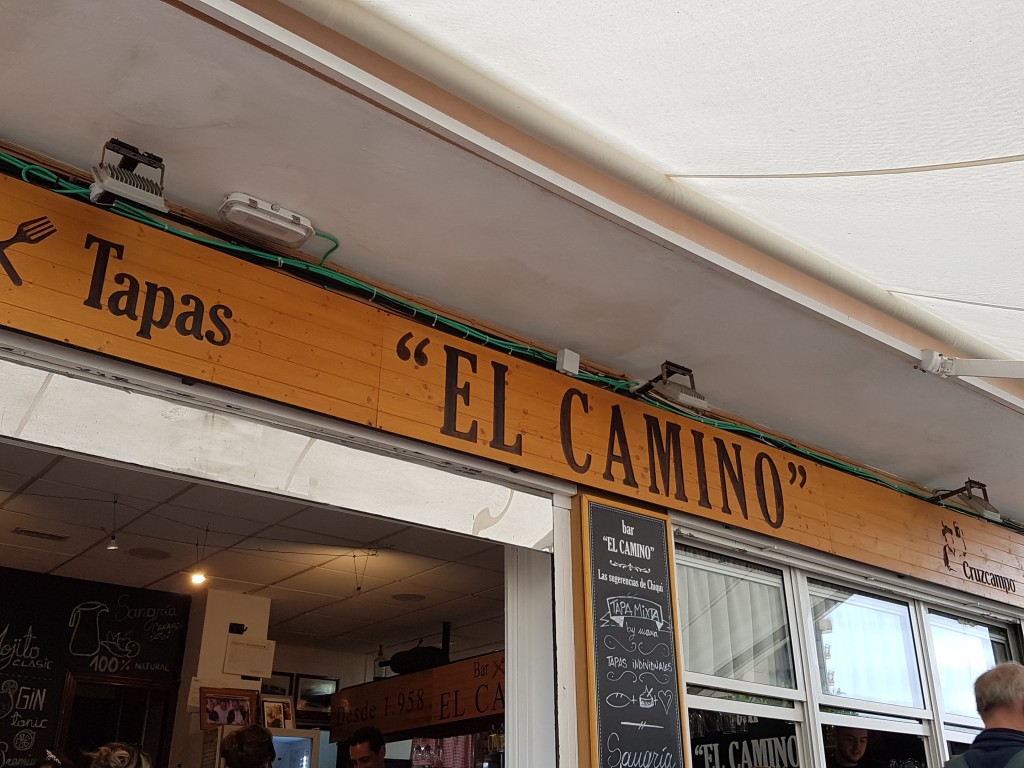 Tapas
“EL CAMINO”
Cruzcampo
bar
“EL CAMINO”
Las sugerencias de Chiqui
TAPA MIXTA
by mama
TAPAS INDIVIDUALES
Sangría
Mojito
CLASIC
GIN
tonic
Sangría
100% NATURAL
Desde 1.958
Bar
EL CA
“EL CAMINO